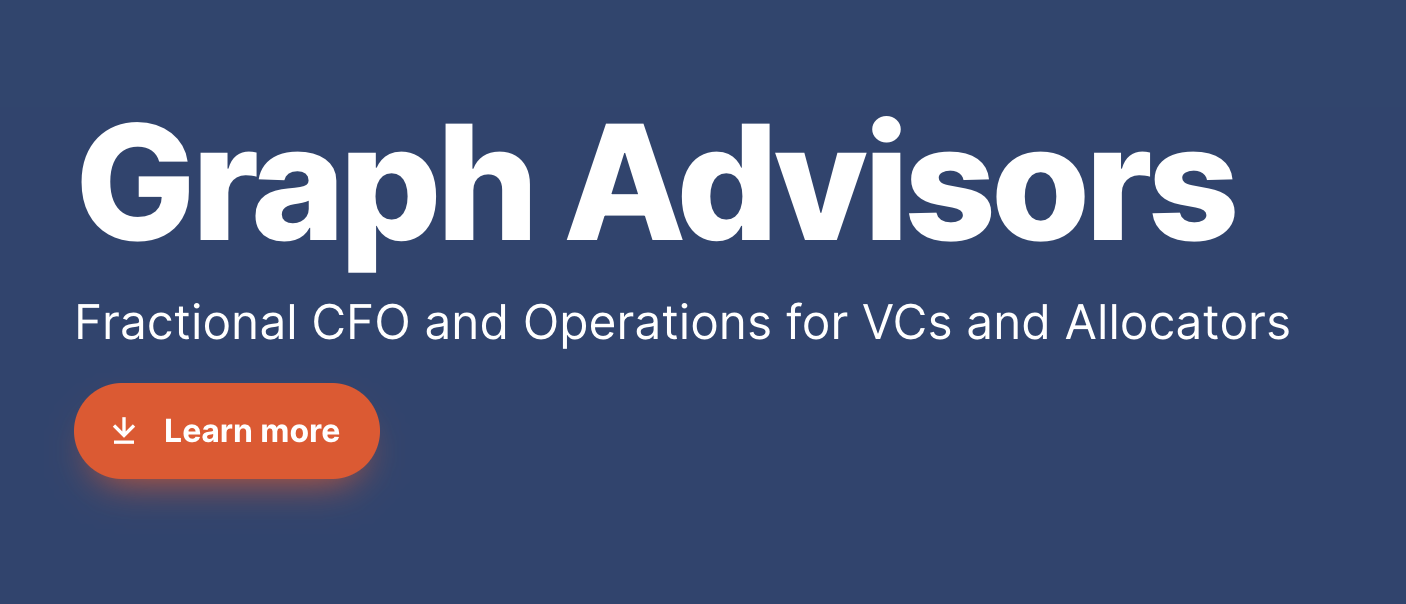 Graph Advisors
Fractional CFO and Operations for VCs and Allocators
Learn more